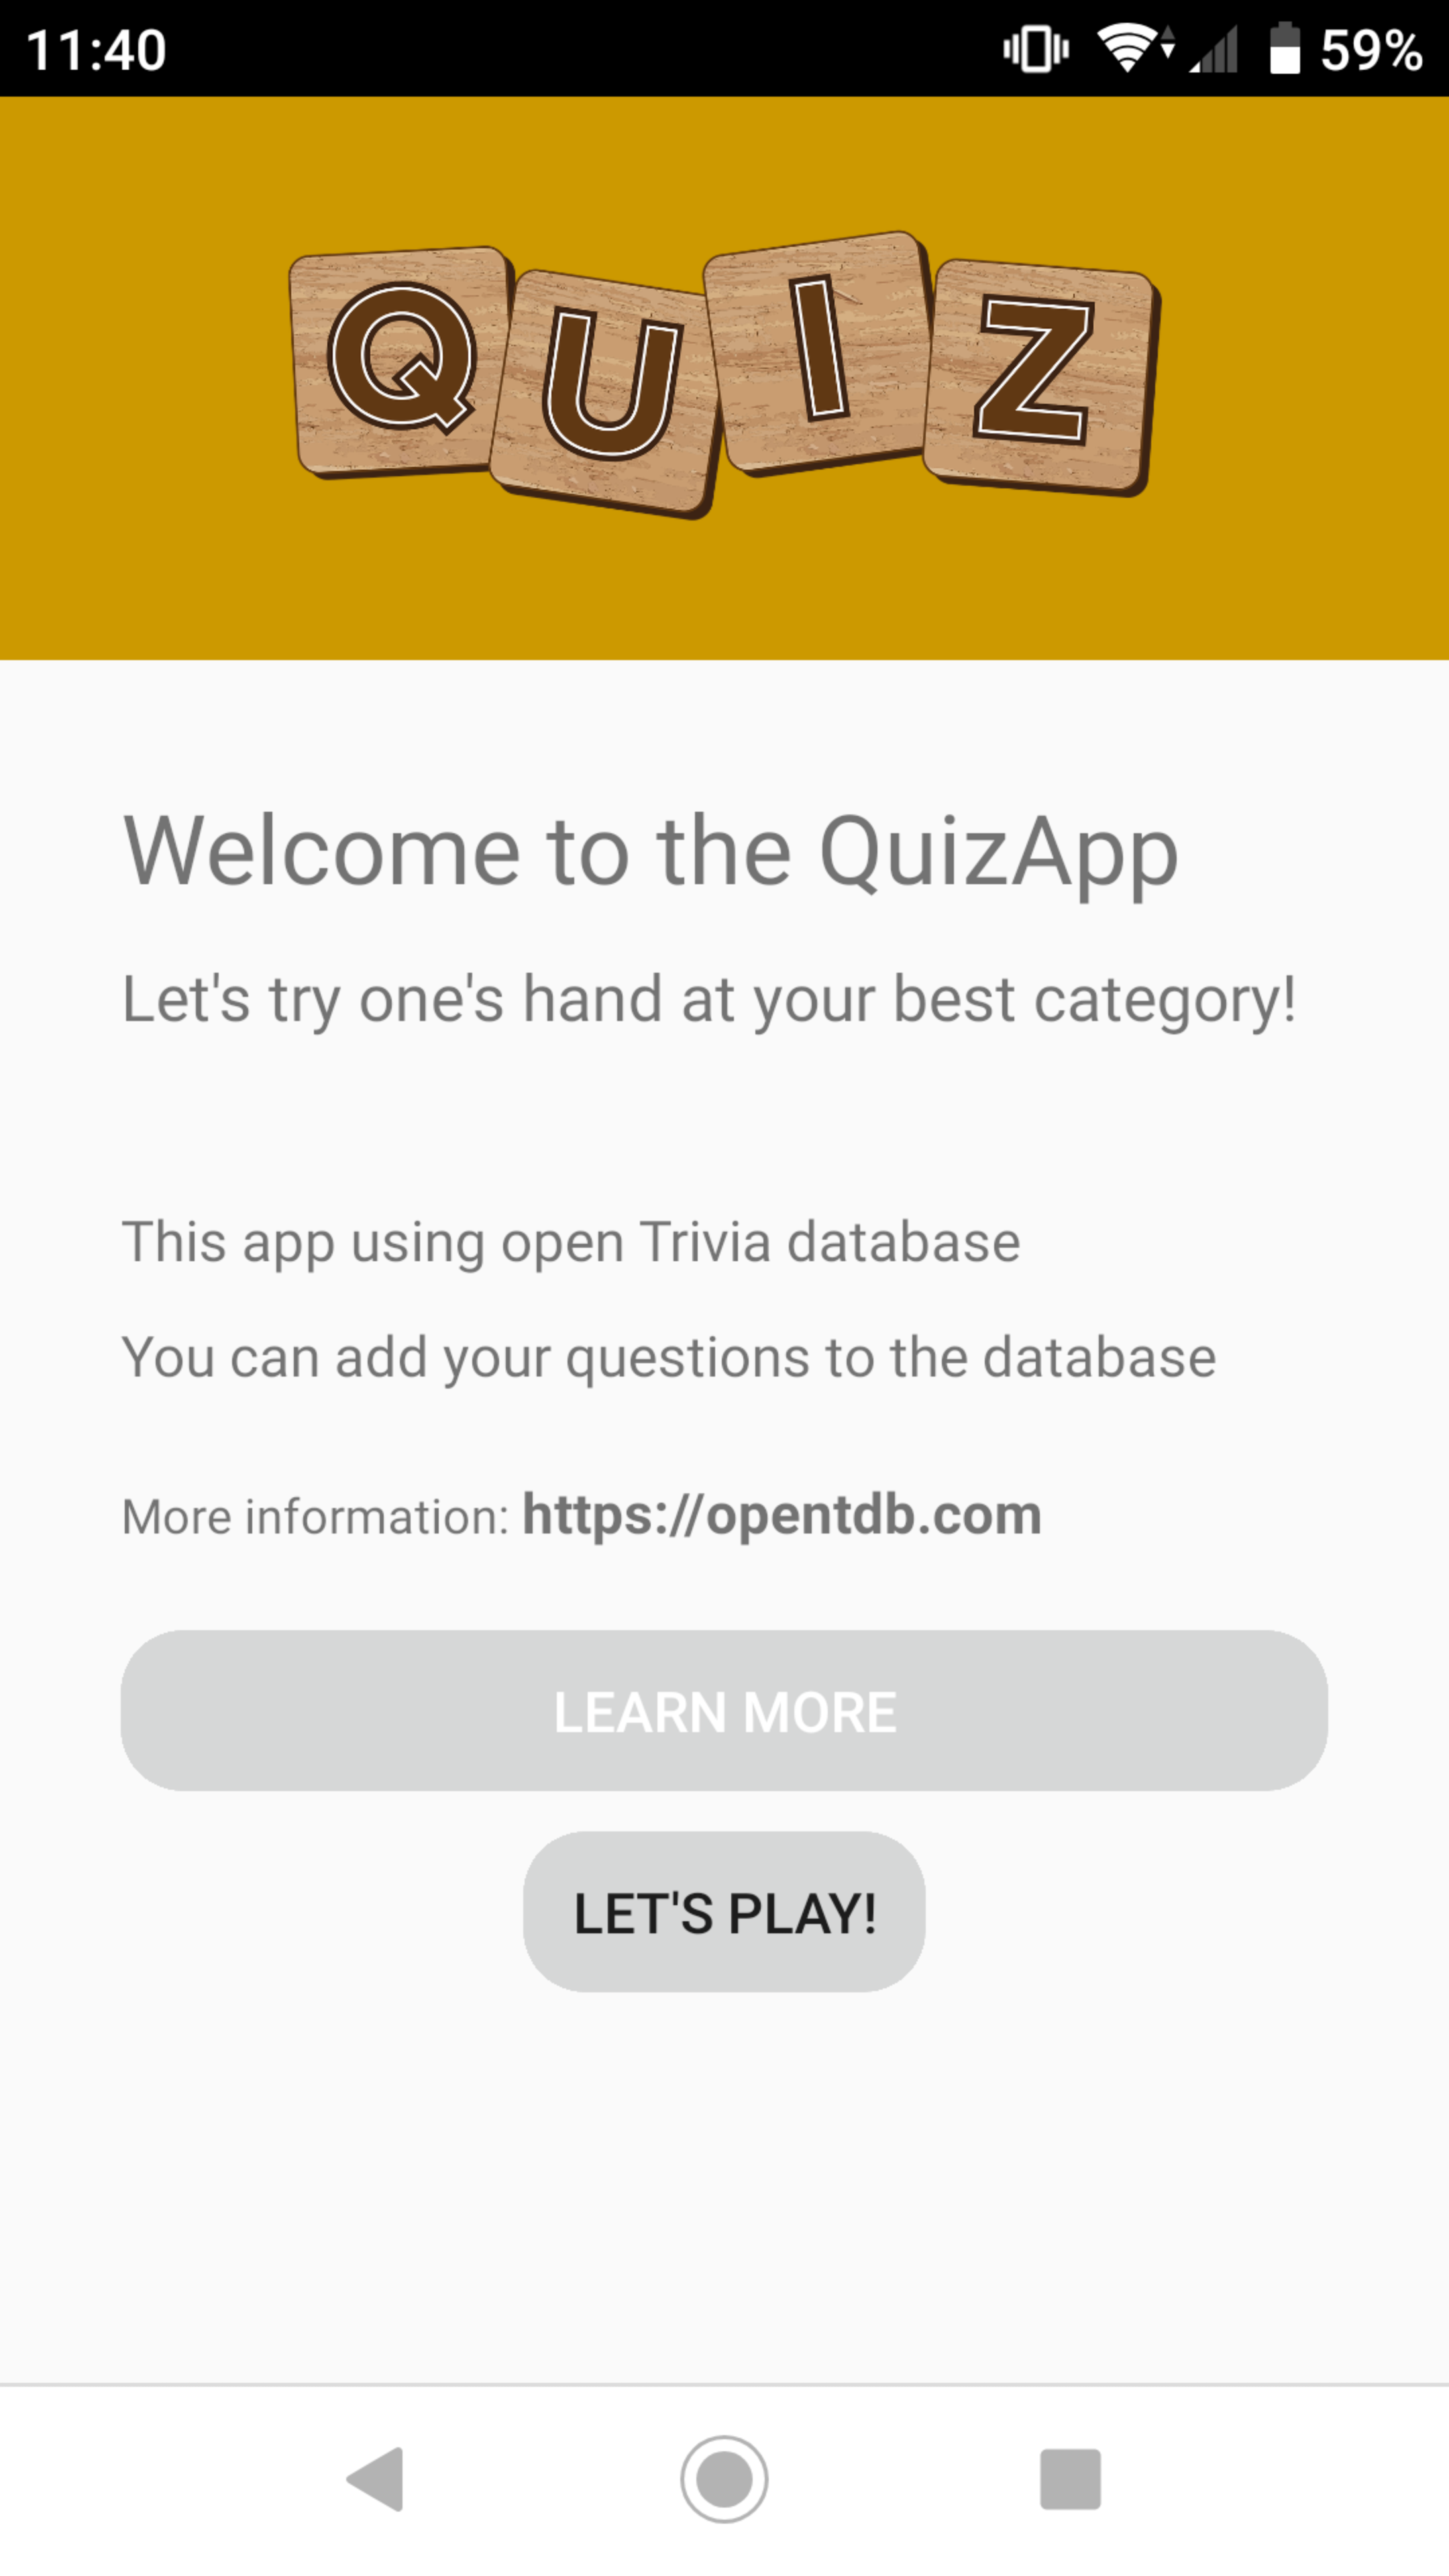 11:40 59%
QUIZ
Welcome to the QuizApp
Let's try one's hand at your best category!
This app using open Trivia database
You can add your questions to the database
More information: https://opentdb.com
LEARN MORE
LET'S PLAY!